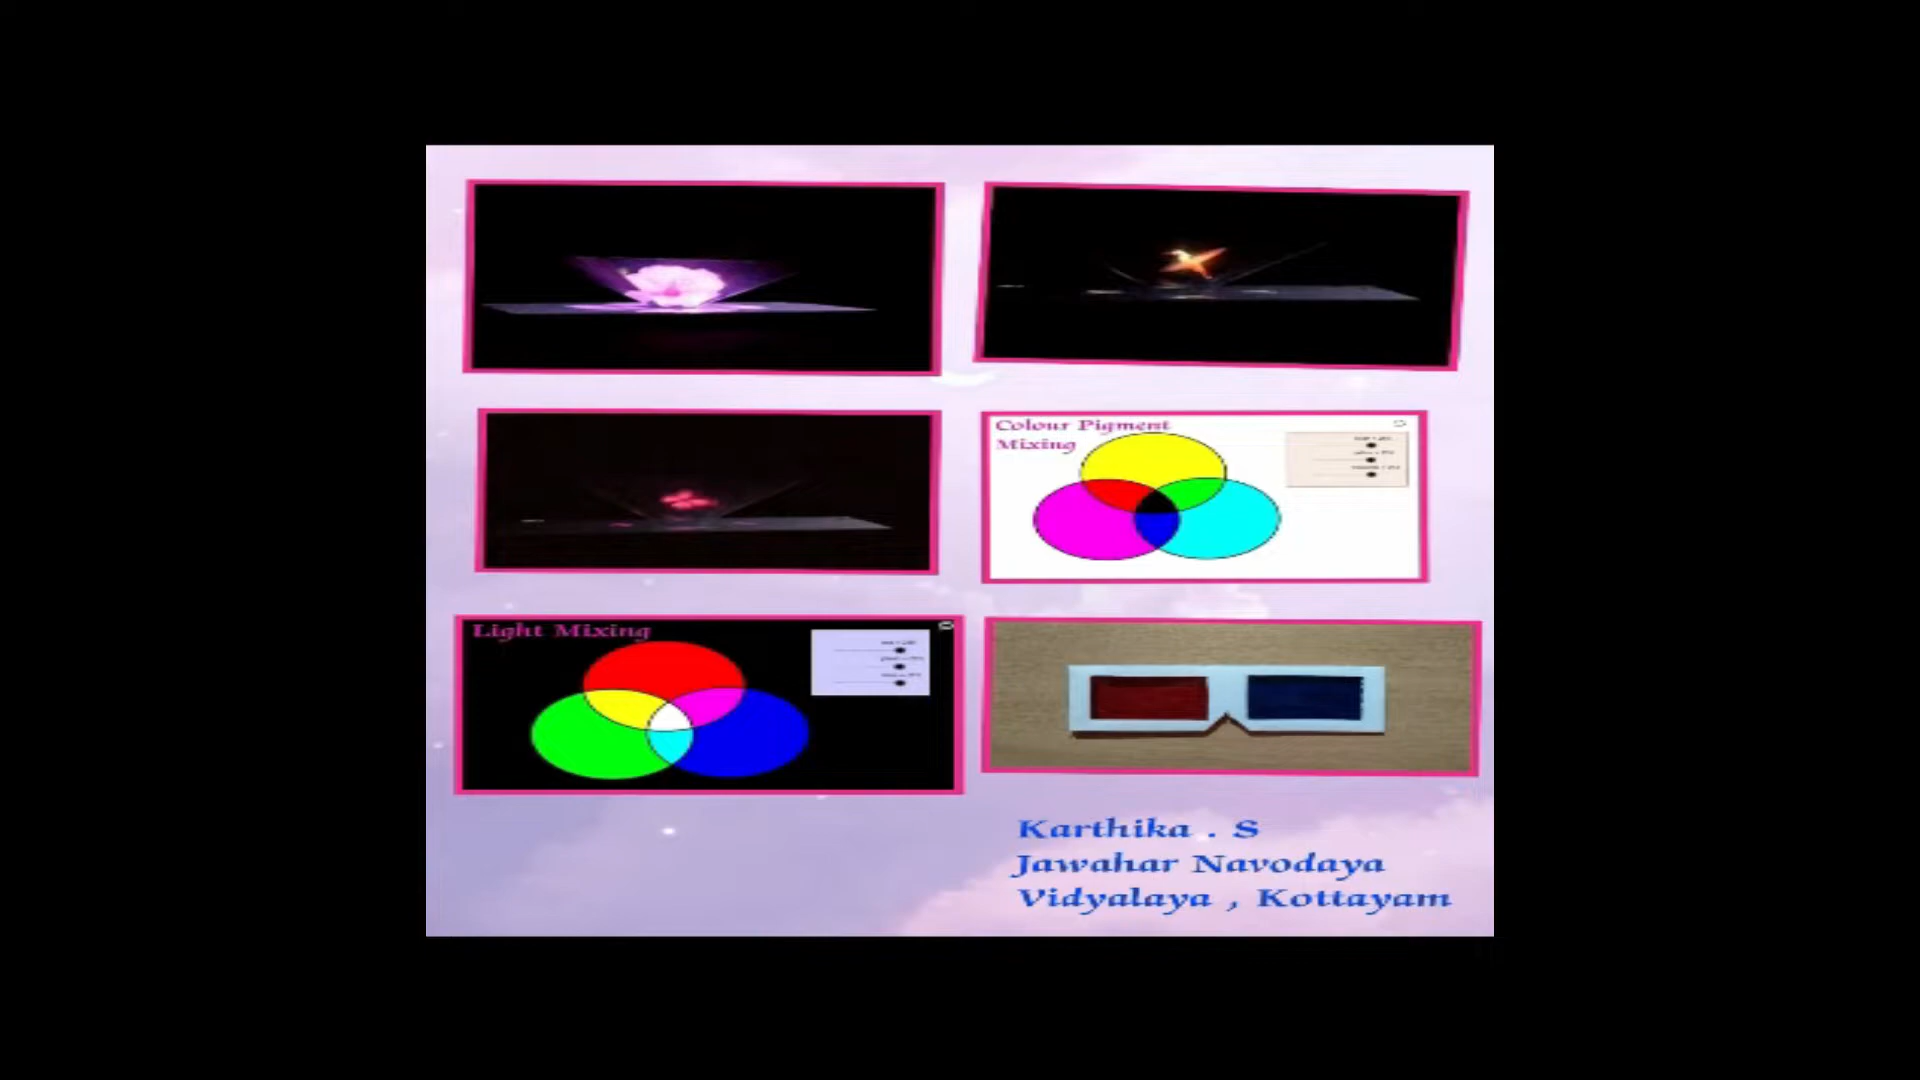 Colour Pigment
Mixing
Light Mixing
Karthika . S
Jawahar Navodaya
Vidyalaya , Kottayam